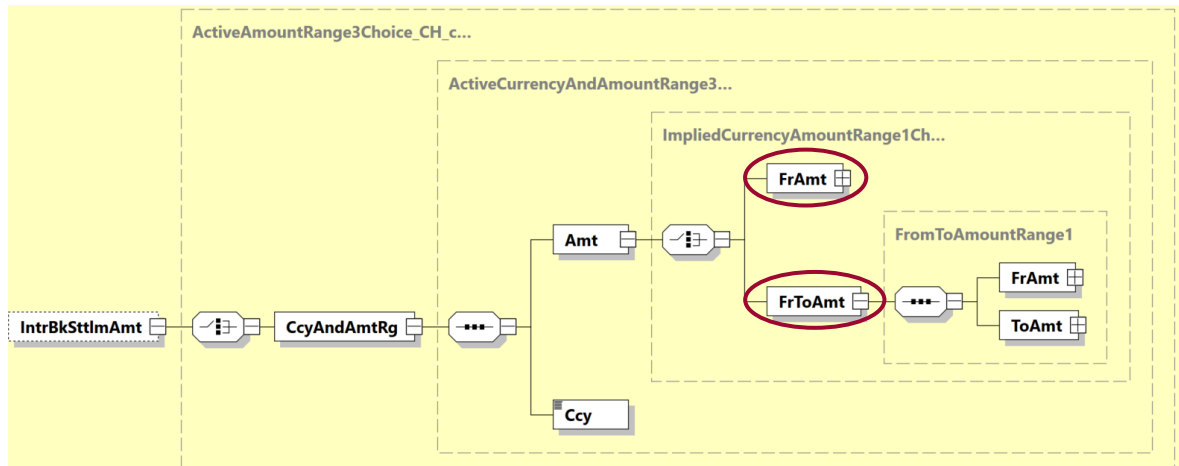 ActiveAmountRange3Choice_CH_c...
ActiveCurrencyAndAmountRange3...
ImpliedCurrencyAmountRange1Ch...
FrAmt
FromToAmountRange1
Amt
FrAmt
FrToAmt
ToAmt
IntrBkSttlmAmt
CcyAndAmtRg
Ccy